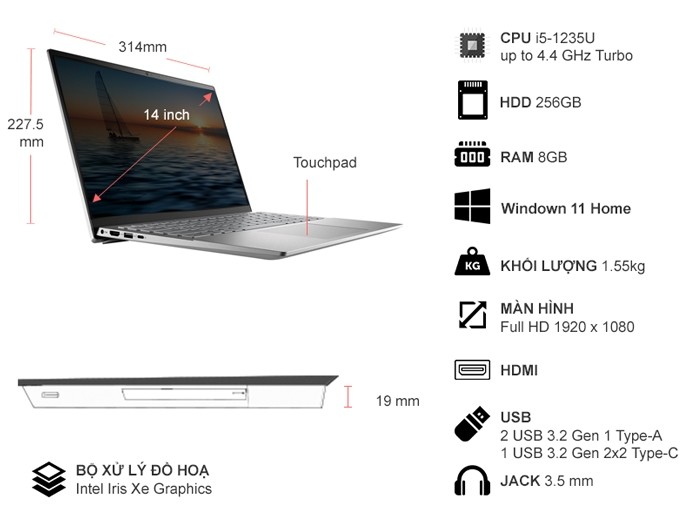 314mm
14 inch
227.5
mm
Touchpad
19 mm
BỘ XỬ LÝ ĐỒ HOẠ
Intel Iris Xe Graphics
CPU i5-1235U
up to 4.4 GHz Turbo
HDD 256GB
RAM 8GB
Window 11 Home
KG
KHỐI LƯỢNG 1.55kg
MÀN HÌNH
Full HD 1920 x 1080
HDMI
USB
2 USB 3.2 Gen 1 Type-A
1 USB 3.2 Gen 2x2 Type-C
JACK 3.5 mm